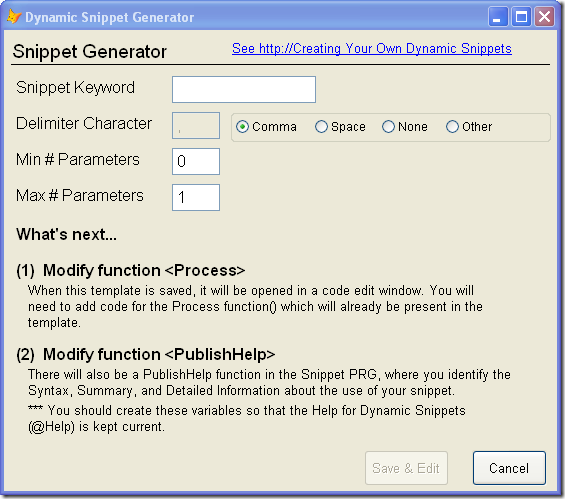 Dynamic Snippet Generator
Snippet Generator
See http://Creating Your Own Dynamic Snippets
Snippet Keyword
Delimiter Character ,
Comma Space None Other
Min # Parameters 0
Max # Parameters 1
What's next...
(1) Modify function <Process>
When this template is saved, it will be opened in a code edit window. You will
need to add code for the Process function() which will already be present in the
template.
(2) Modify function <PublishHelp>
There will also be a PublishHelp function in the Snippet PRG, where you identify the
Syntax, Summary, and Detailed Information about the use of your snippet.
*** You should create these variables so that the Help for Dynamic Snippets
(@Help) is kept current.
Save & Edit Cancel